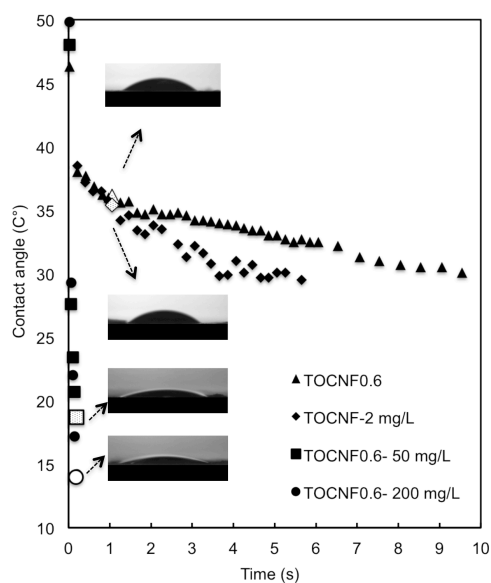 50
45
40
35
30
25
20
15
10
Contact angle (C°)
▲ TOCNF0.6
◆ TOCNF-2 mg/L
■ TOCNF0.6- 50 mg/L
● TOCNF0.6- 200 mg/L
0 1 2 3 4 5 6 7 8 9 10
Time (s)